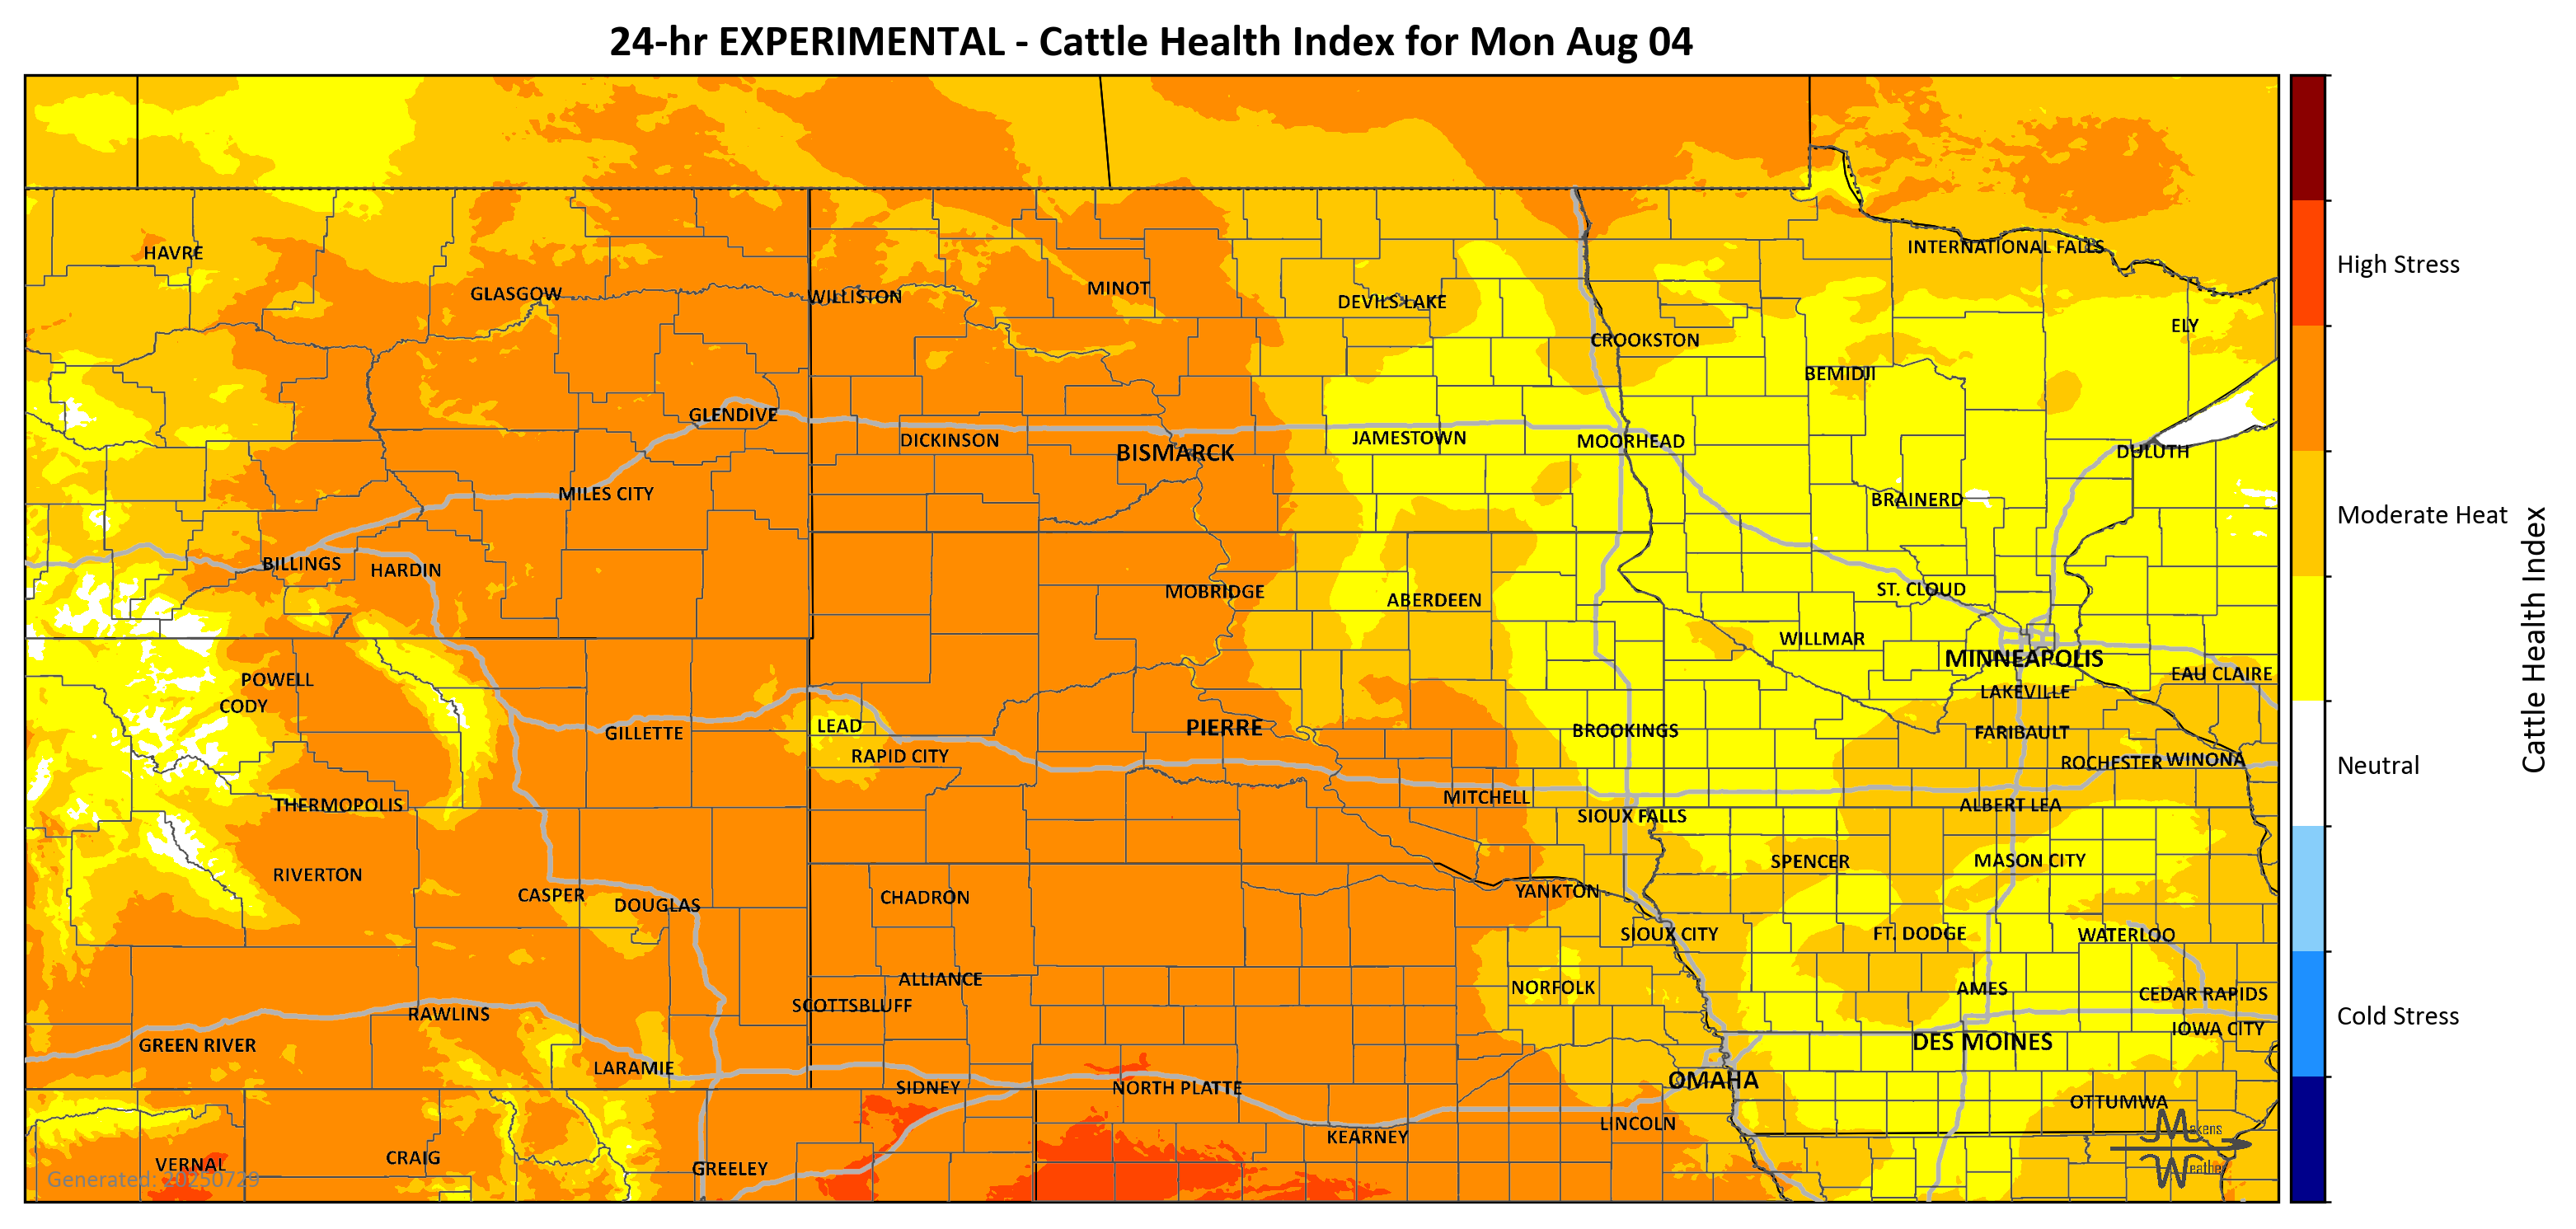 24-hr EXPERIMENTAL - Cattle Health Index for Mon Aug 04
HAVRE
GLASGOW
WILLISTON
MINOT
DEVILS LAKE
INTERNATIONAL FALLS
CROOKSTON
ELY
BEMIDJI
GLENDIVE
DICKINSON
BISMARCK
JAMESTOWN
MOORHEAD
DULUTH
MILES CITY
BRAINERD
BILLINGS
HARDIN
MOBRIDGE
ABERDEEN
ST. CLOUD
WILLMAR
MINNEAPOLIS
POWELL
CODY
LAKEVILLE
EAU CLAIRE
GILLETTE
LEAD
RAPID CITY
PIERRE
BROOKINGS
FARIBAULT
ROCHESTER
WINONA
THERMOPOLIS
MITCHELL
SIOUX FALLS
ALBERT LEA
RIVERTON
CASPER
DOUGLAS
CHADRON
YANKTON
SPENCER
MASON CITY
SIOUX CITY
FT. DODGE
WATERLOO
ALLIANCE
SCOTTSBLUFF
NORFOLK
AMES
CEDAR RAPIDS
RAWLINS
GREEN RIVER
LARAMIE
SIDNEY
NORTH PLATTE
OMAHA
DES MOINES
IOWA CITY
OTTUMWA
LINCOLN
KEARNEY
VERNAL
CRAIG
GREELEY
Generated: 20250729
Makens
Weather
High Stress
Moderate Heat
Neutral
Cold Stress
Cattle Health Index